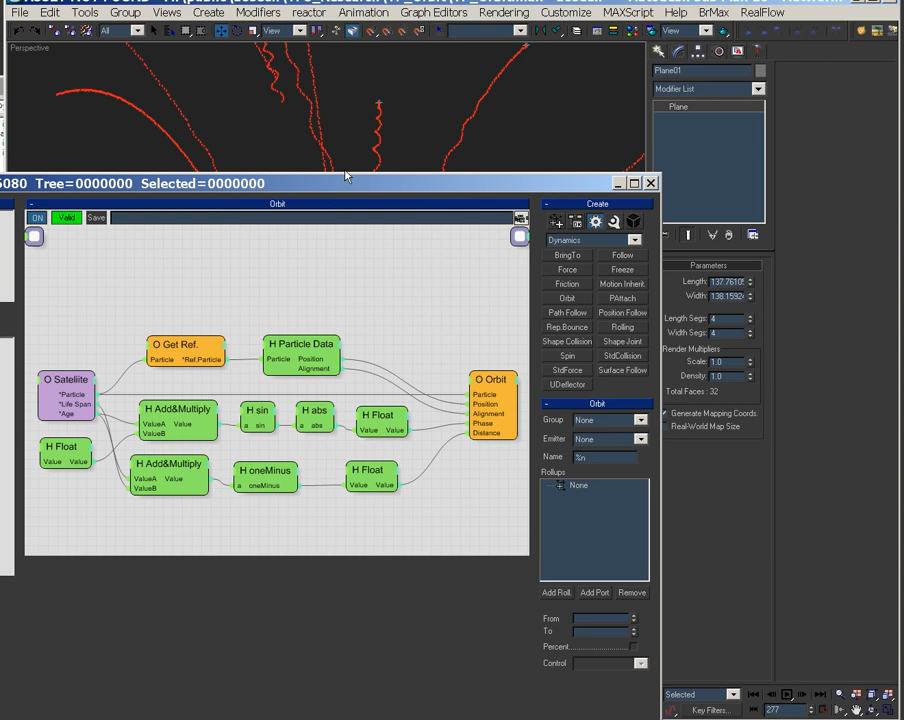 File Edit Tools Group Views Create Modifiers reactor Animation Graph Editors Rendering Customize MAXScript Help BrMax RealFlow
All View View
Perspective
Plane01
Modifier List
Plane
5080 Tree=0000000 Selected=0000000
Orbit
ON Valid Save
O Get Ref.
Particle *Ref.Particle
H Particle Data
Particle Position
Alignment
O Satellite
*Particle
*Life Span
*Age
H Add&Multiply
ValueA Value
ValueB
H sin
a sin
H abs
a abs
H Float
Value Value
H Float
Value Value
H Add&Multiply
ValueA Value
ValueB
H oneMinus
a oneMinus
H Float
Value Value
O Orbit
Particle
Position
Alignment
Phase
Distance
Create
Dynamics
BringTo Follow
Force Freeze
Friction Motion Inherit.
Orbit PAttach
Path Follow Position Follow
Rep.Bounce Rolling
Shape Collision Shape Joint
Spin StdCollision
StdForce Surface Follow
UDeflector
Orbit
Group None
Emitter None
Name %n
Rollups
None
Add Roll. Add Port Remove
From
To
Percent
Control
Parameters
Length: 137.7610
Width: 138.1592
Length Segs: 4
Width Segs: 4
Render Multipliers
Scale: 1.0
Density: 1.0
Total Faces : 32
Generate Mapping Coords.
Real-World Map Size
Selected
Key Filters... 277